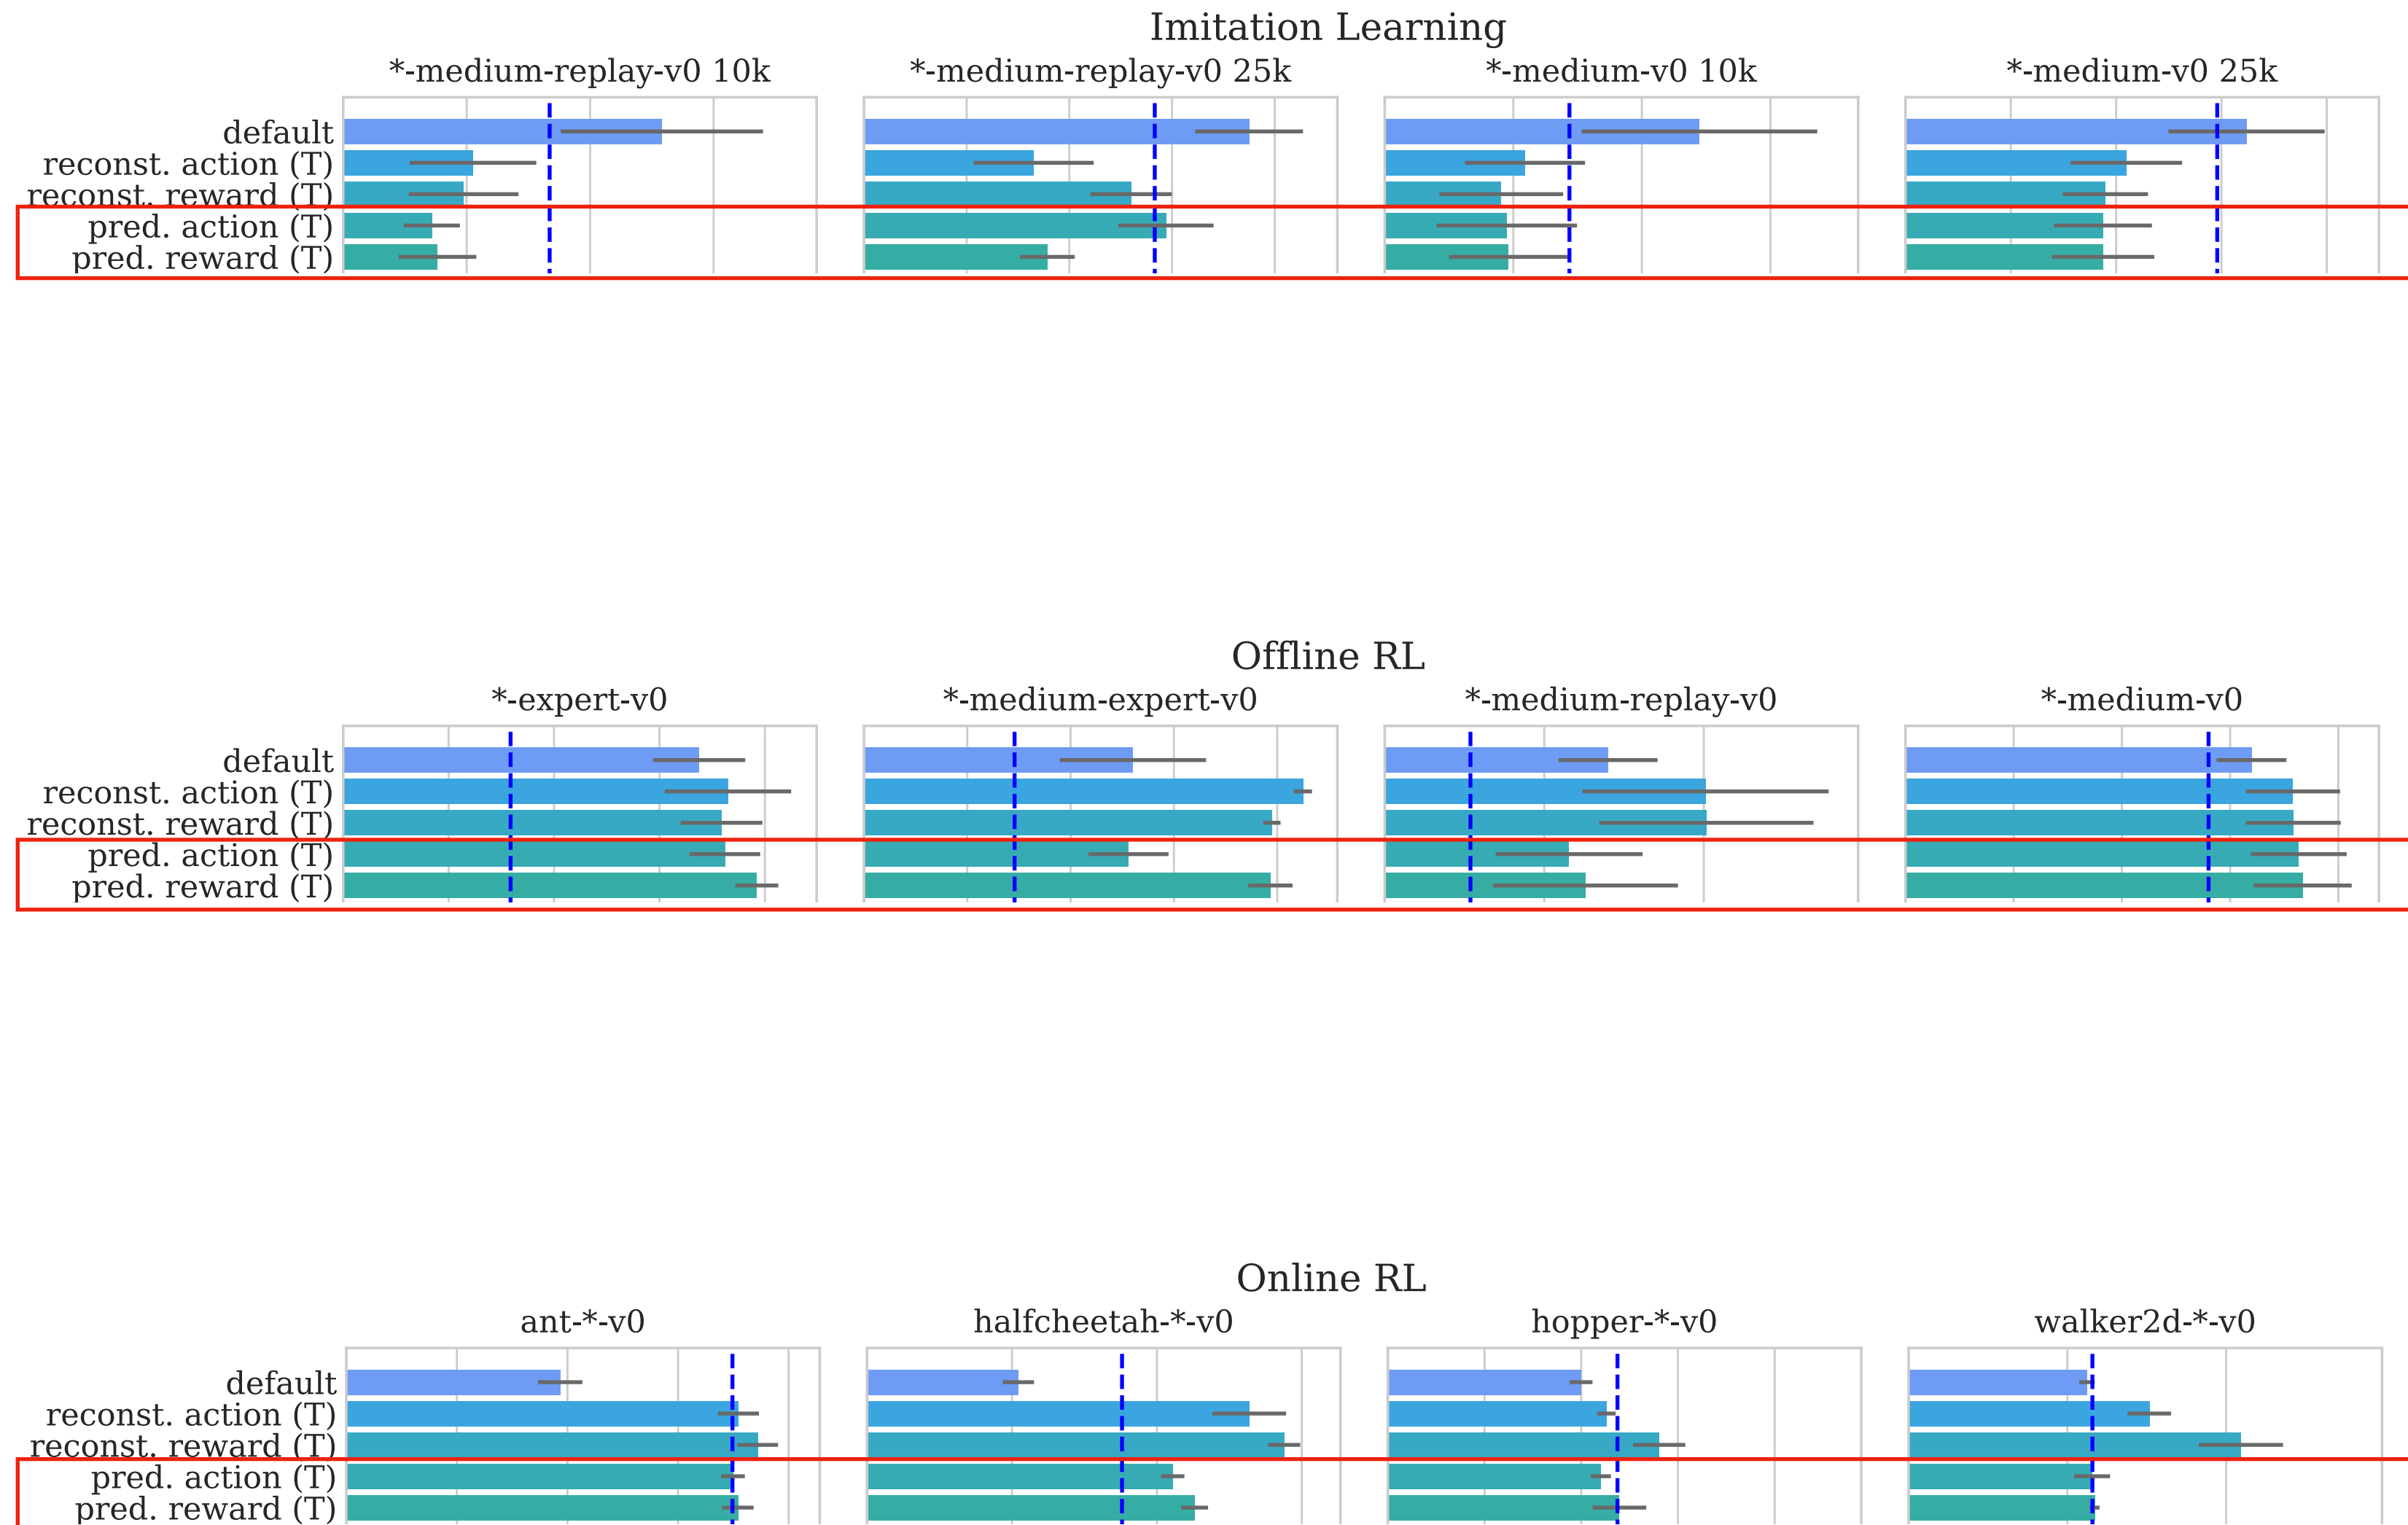 Imitation Learning
*-medium-replay-v0 10k
*-medium-replay-v0 25k
*-medium-v0 10k
*-medium-v0 25k
default
reconst. action (T)
reconst. reward (T)
pred. action (T)
pred. reward (T)
Offline RL
*-expert-v0
*-medium-expert-v0
*-medium-replay-v0
*-medium-v0
default
reconst. action (T)
reconst. reward (T)
pred. action (T)
pred. reward (T)
Online RL
ant-*-v0
halfcheetah-*-v0
hopper-*-v0
walker2d-*-v0
default
reconst. action (T)
reconst. reward (T)
pred. action (T)
pred. reward (T)